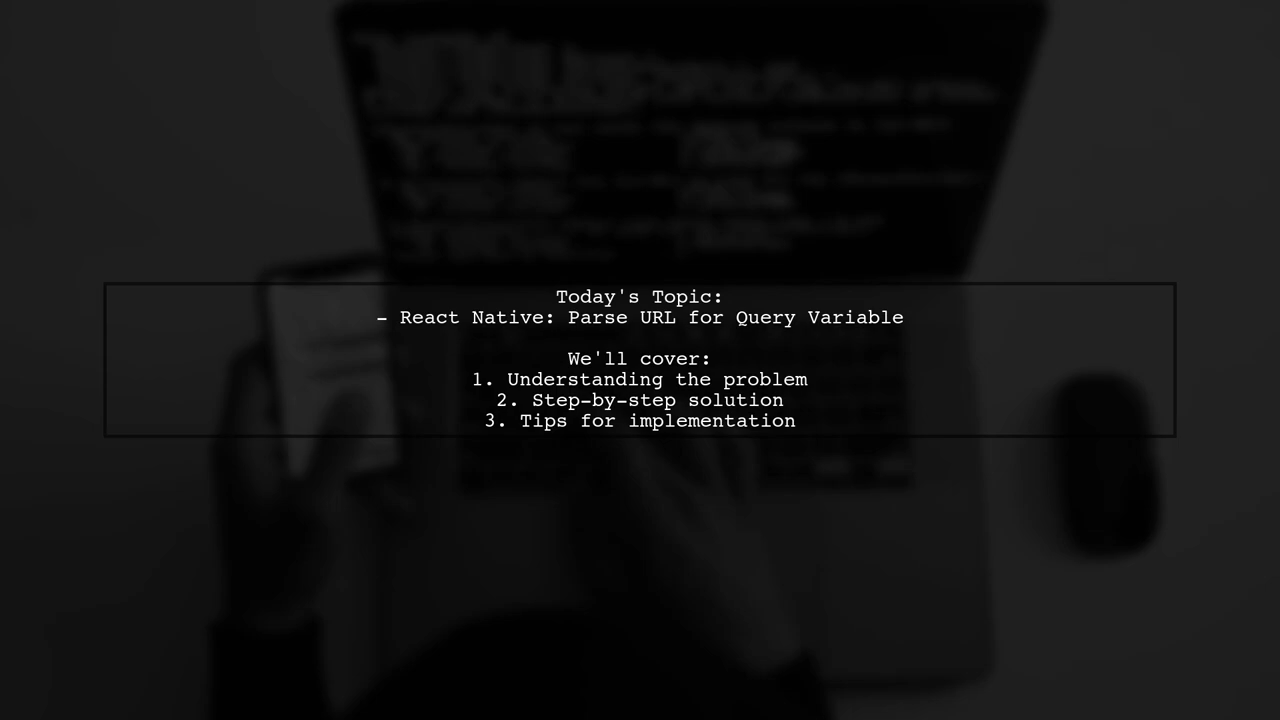 Today's Topic:
- React Native: Parse URL for Query Variable
We'll cover:
1. Understanding the problem
2. Step-by-step solution
3. Tips for implementation